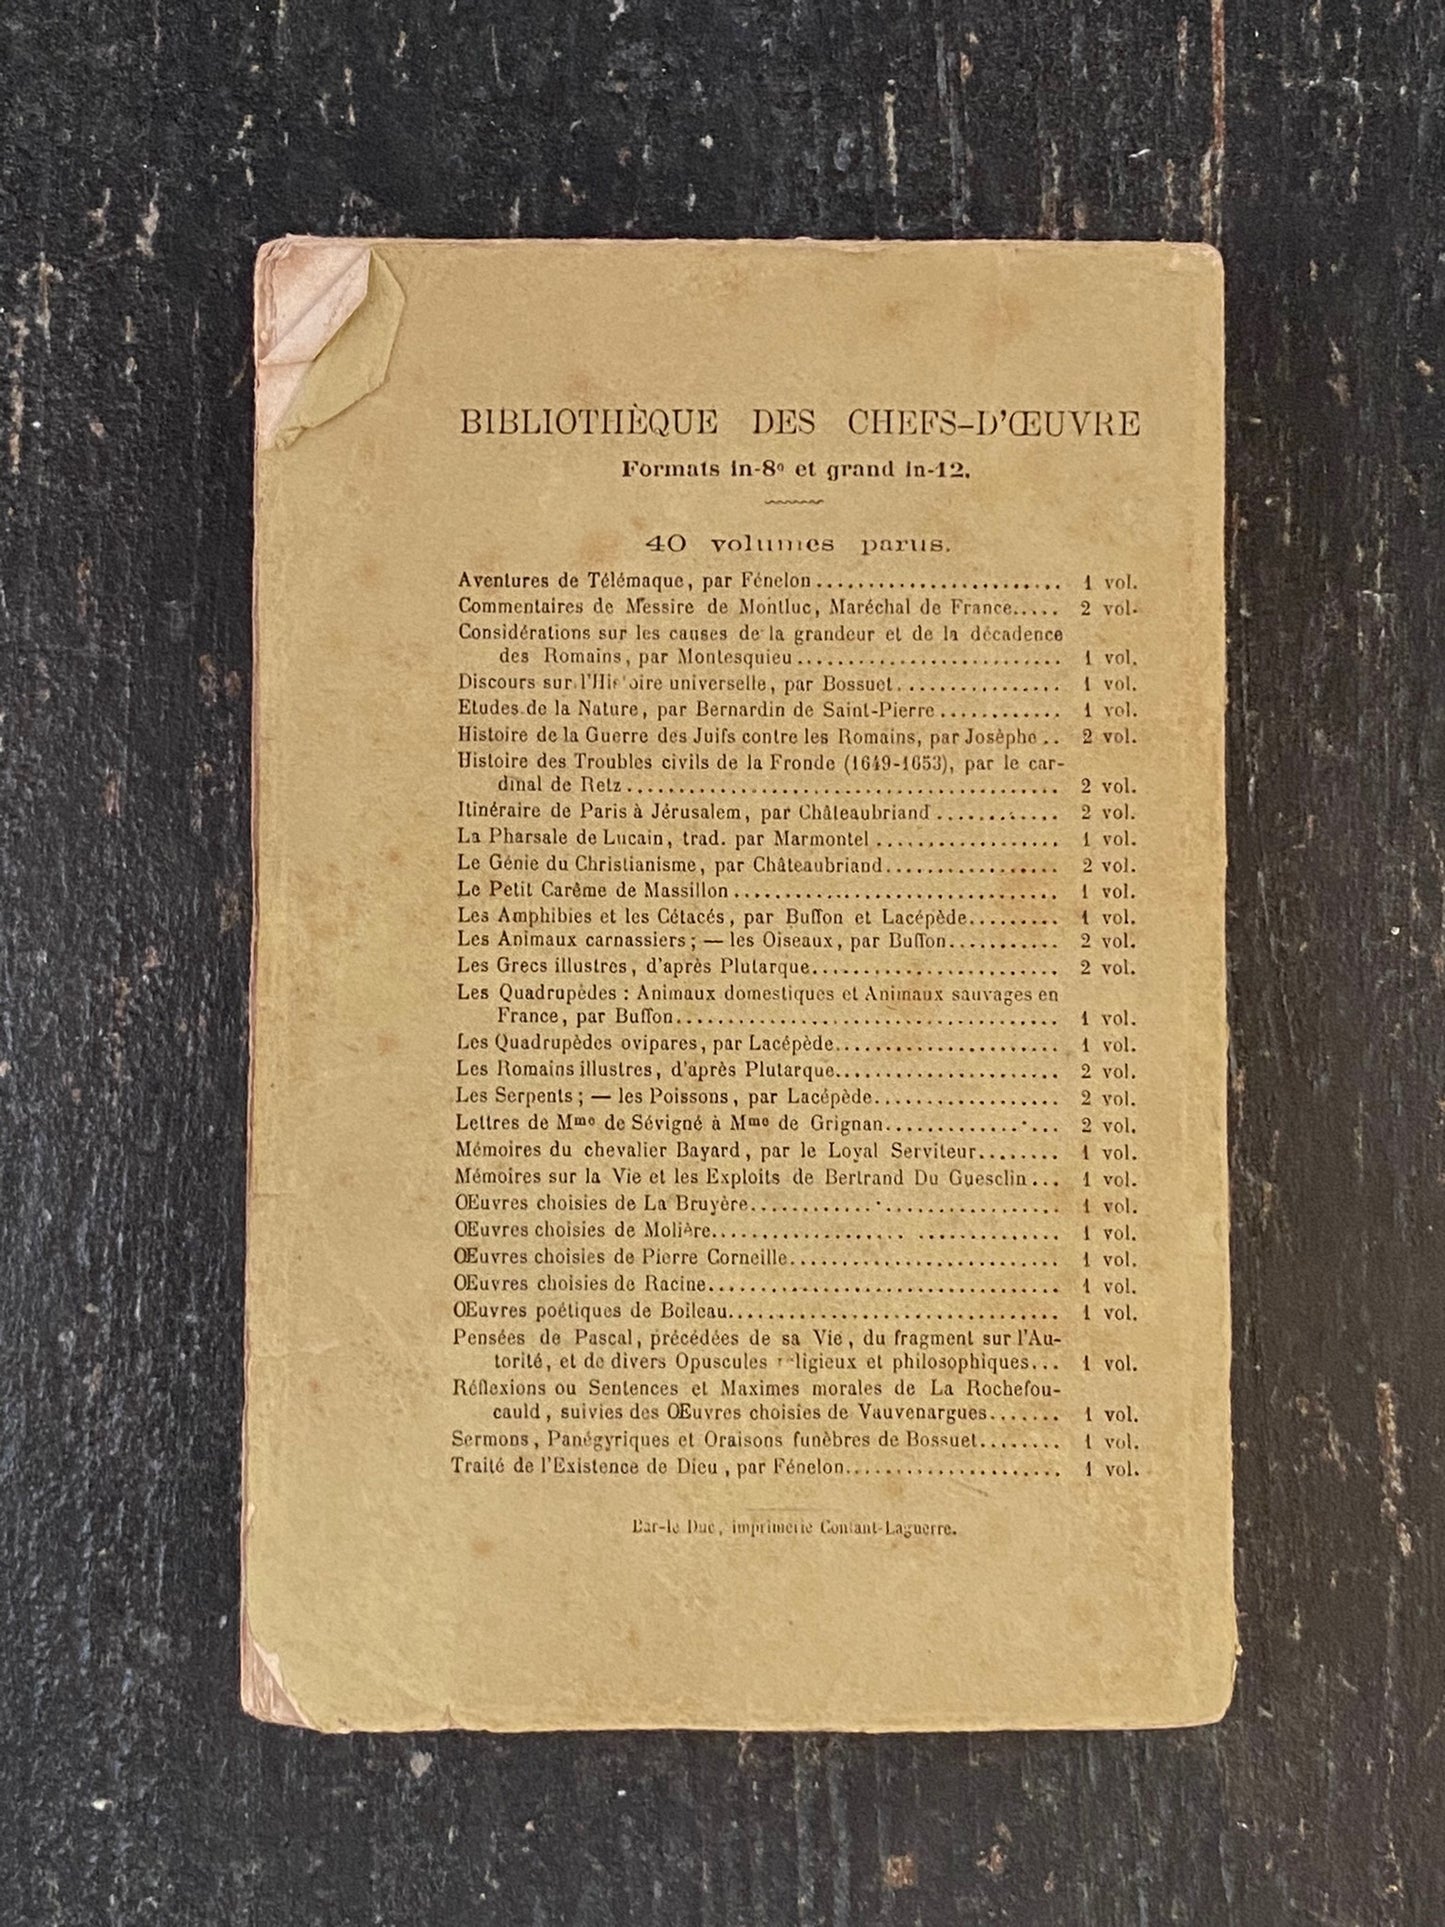 BIBLIOTHÈQUE DES CHEFS-D'ŒUVRE
Formats in-8º et grand in-12.
40 volumes parus.
Aventures de Télémaque, par Fénelon........................ 1 vol.
Commentaires de Messire de Montluc, Maréchal de France..... 2 vol.
Considérations sur les causes de la grandeur et de la décadence
des Romains, par Montesquieu.......................... 1 vol.
Discours sur l'Histoire universelle, par Bossuet................ 1 vol.
Etudes de la Nature, par Bernardin de Saint-Pierre............ 1 vol.
Histoire de la Guerre des Juifs contre les Romains, par Josèphe.. 2 vol.
Histoire des Troubles civils de la Fronde (1649-1653), par le car-
dinal de Retz.......................................... 2 vol.
Itinéraire de Paris à Jérusalem, par Châteaubriand............ 2 vol.
La Pharsale de Lucain, trad. par Marmontel.................. 1 vol.
Le Génie du Christianisme, par Châteaubriand................. 2 vol.
Le Petit Carême de Massillon............................... 1 vol.
Les Amphibies et les Cétacés, par Buffon et Lacépède......... 1 vol.
Les Animaux carnassiers; — les Oiseaux, par Buffon........... 2 vol.
Les Grecs illustres, d'après Plutarque........................ 2 vol.
Les Quadrupèdes : Animaux domestiques et Animaux sauvages en
France, par Buffon..................................... 1 vol.
Les Quadrupèdes ovipares, par Lacépède...................... 1 vol.
Les Romains illustres, d'après Plutarque...................... 2 vol.
Les Serpents; — les Poissons, par Lacépède.................. 2 vol.
Lettres de Mme de Sévigné à Mme de Grignan................. 2 vol.
Mémoires du chevalier Bayard, par le Loyal Serviteur........ 1 vol.
Mémoires sur la Vie et les Exploits de Bertrand Du Guesclin... 1 vol.
Œuvres choisies de La Bruyère.............................. 1 vol.
Œuvres choisies de Molière................................. 1 vol.
Œuvres choisies de Pierre Corneille.......................... 1 vol.
Œuvres choisies de Racine.................................. 1 vol.
Œuvres poétiques de Boileau................................ 1 vol.
Pensées de Pascal, précédées de sa Vie, du fragment sur l'Au-
torité, et de divers Opuscules religieux et philosophiques... 1 vol.
Réflexions ou Sentences et Maximes morales de La Rochefou-
cauld, suivies des Œuvres choisies de Vauvenargues....... 1 vol.
Sermons, Panégyriques et Oraisons funèbres de Bossuet........ 1 vol.
Traité de l'Existence de Dieu, par Fénelon..................... 1 vol.
Bar-le Duc, imprimerie Contant-Laguerre.